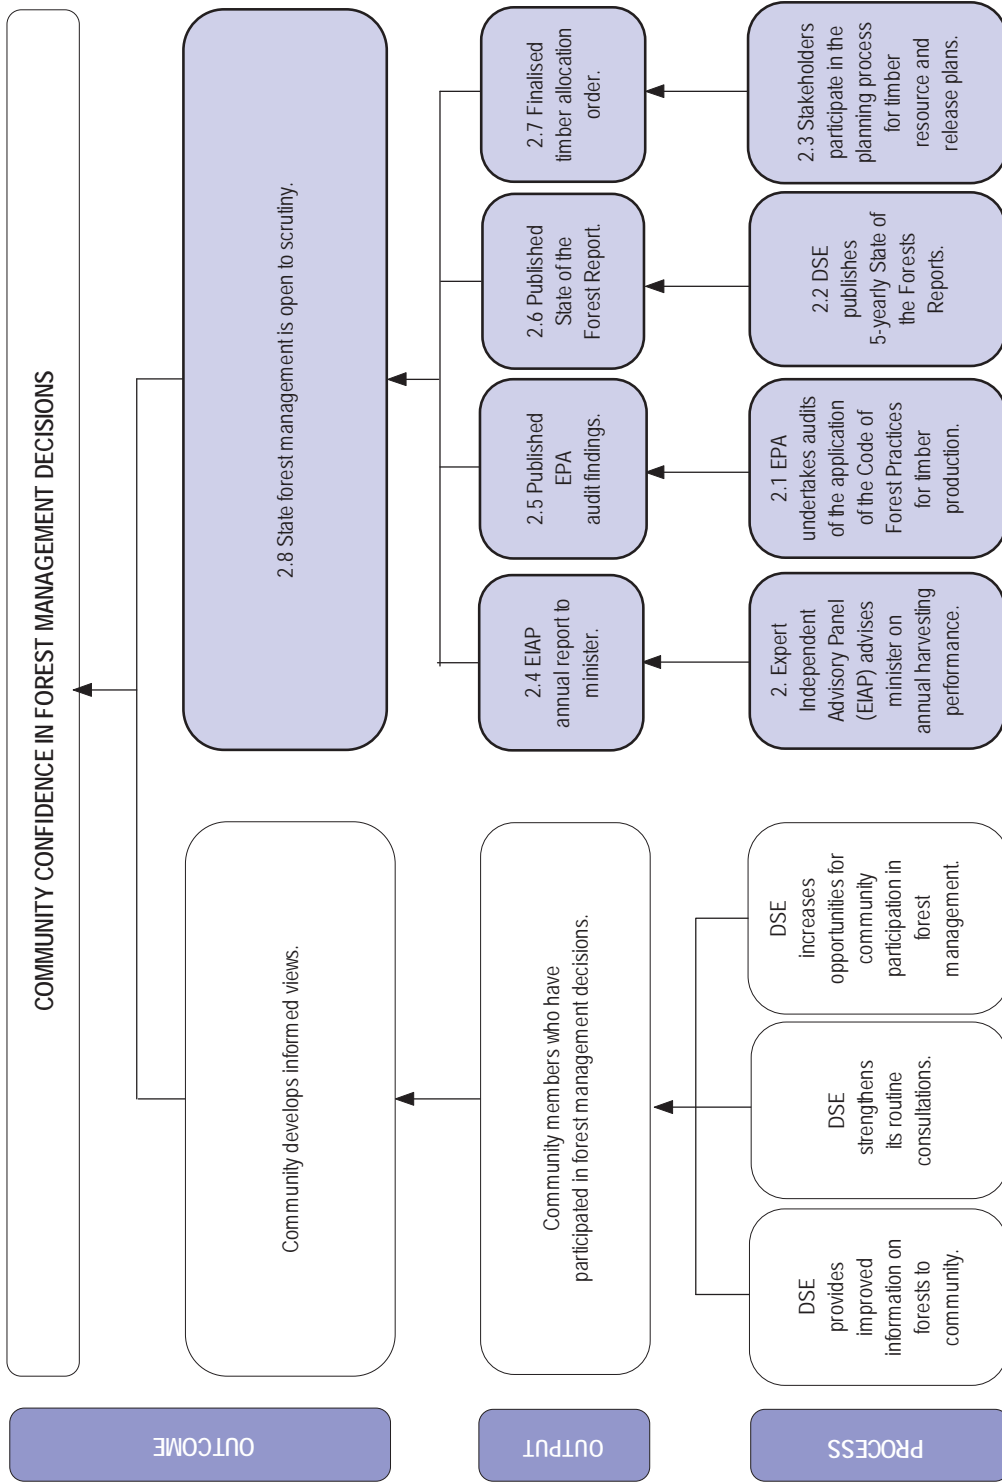 COMMUNITY CONFIDENCE IN FOREST MANAGEMENT DECISIONS
OUTCOME
Community develops informed views.
2.8 State forest management is open to scrutiny.
OUTPUT
Community members who have
participated in forest management decisions.
2.4 EIAP
annual report to
minister.
2.5 Published
EPA
audit findings.
2.6 Published
State of the
Forest Report.
2.7 Finalised
timber allocation
order.
PROCESS
DSE
provides
improved
information on
forests to
community.
DSE
strengthens
its routine
consultations.
DSE
increases
opportunities for
community
participation in
forest
management.
2. Expert
Independent
Advisory Panel
(EIAP) advises
minister on
annual harvesting
performance.
2.1 EPA
undertakes audits
of the application
of the Code of
Forest Practices
for timber
production.
2.2 DSE
publishes
5-yearly State of
the Forests
Reports.
2.3 Stakeholders
participate in the
planning process
for timber
resource and
release plans.